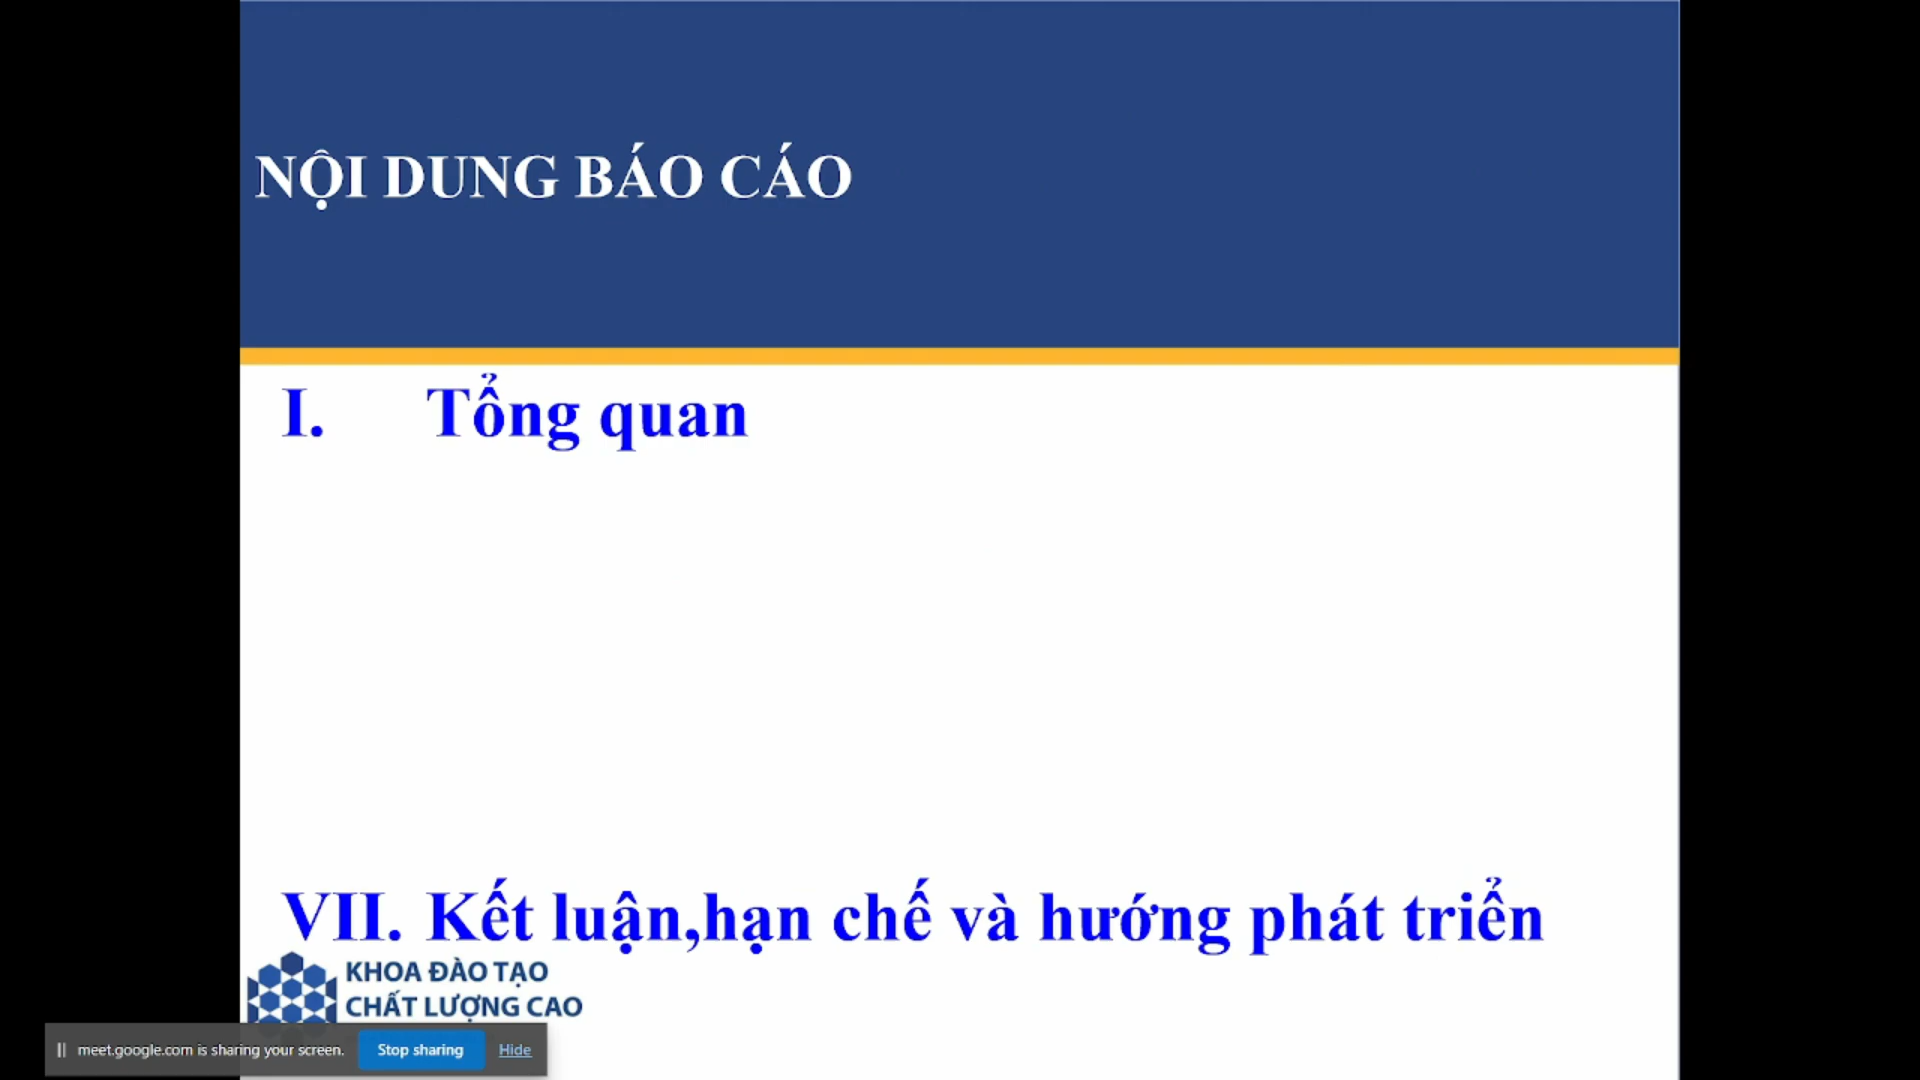 NỘI DUNG BÁO CÁO
I. Tổng quan
VII. Kết luận,hạn chế và hướng phát triển
KHOA ĐÀO TẠO
CHẤT LƯỢNG CAO
meet.google.com is sharing your screen. Stop sharing Hide